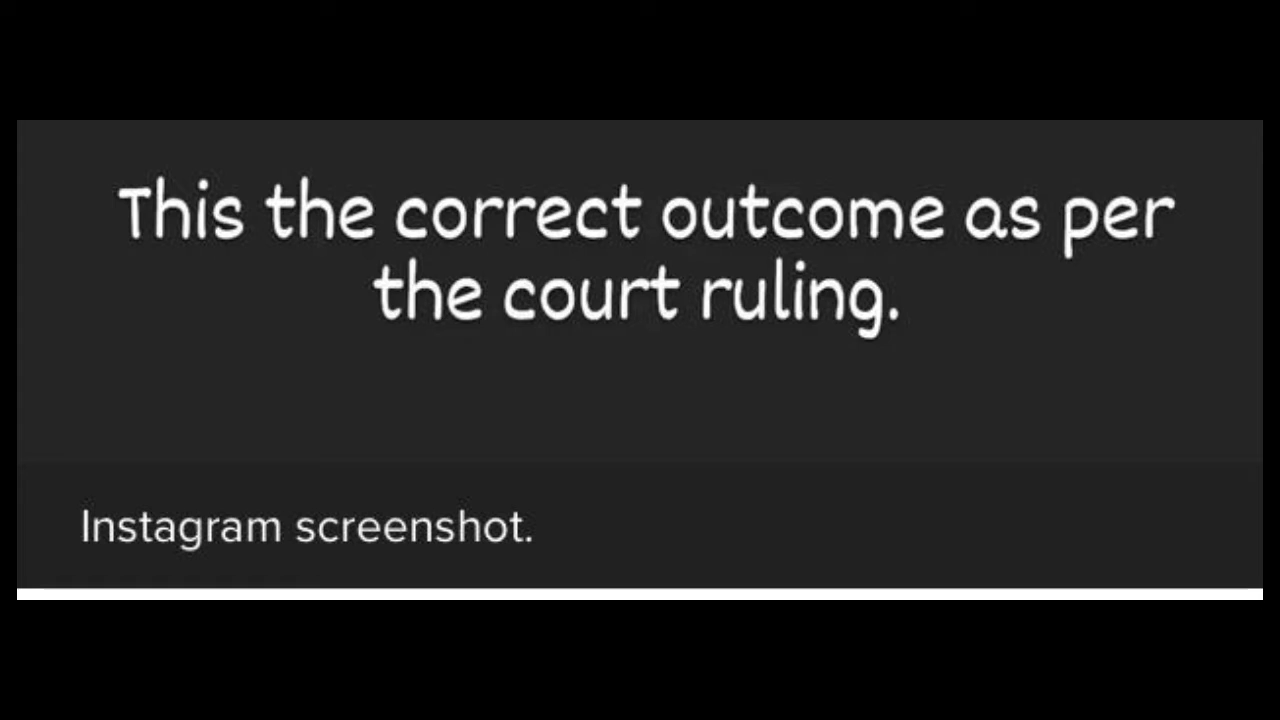 This the correct outcome as per
the court ruling.
Instagram screenshot.